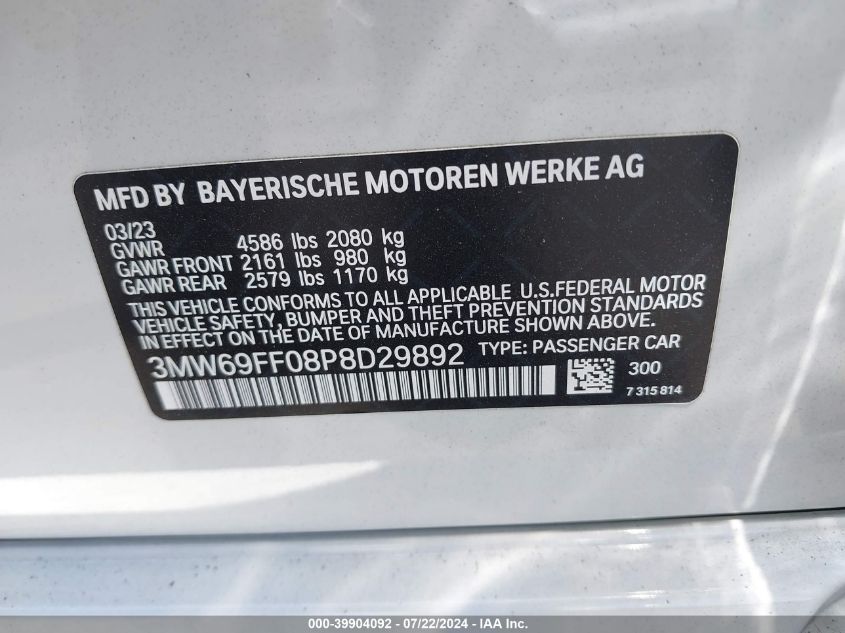 MFD BY BAYERISCHE MOTOREN WERKE AG
03/23
GVWR 4586 lbs 2080 kg
GAWR FRONT 2161 lbs 980 kg
GAWR REAR 2579 lbs 1170 kg
THIS VEHICLE CONFORMS TO ALL APPLICABLE U.S.FEDERAL MOTOR
VEHICLE SAFETY, BUMPER AND THEFT PREVENTION STANDARDS
IN EFFECT ON THE DATE OF MANUFACTURE SHOWN ABOVE.
3MW69FF08P8D29892 TYPE: PASSENGER CAR
300
7 315 814
000-39904092 - 07/22/2024 - IAA Inc.